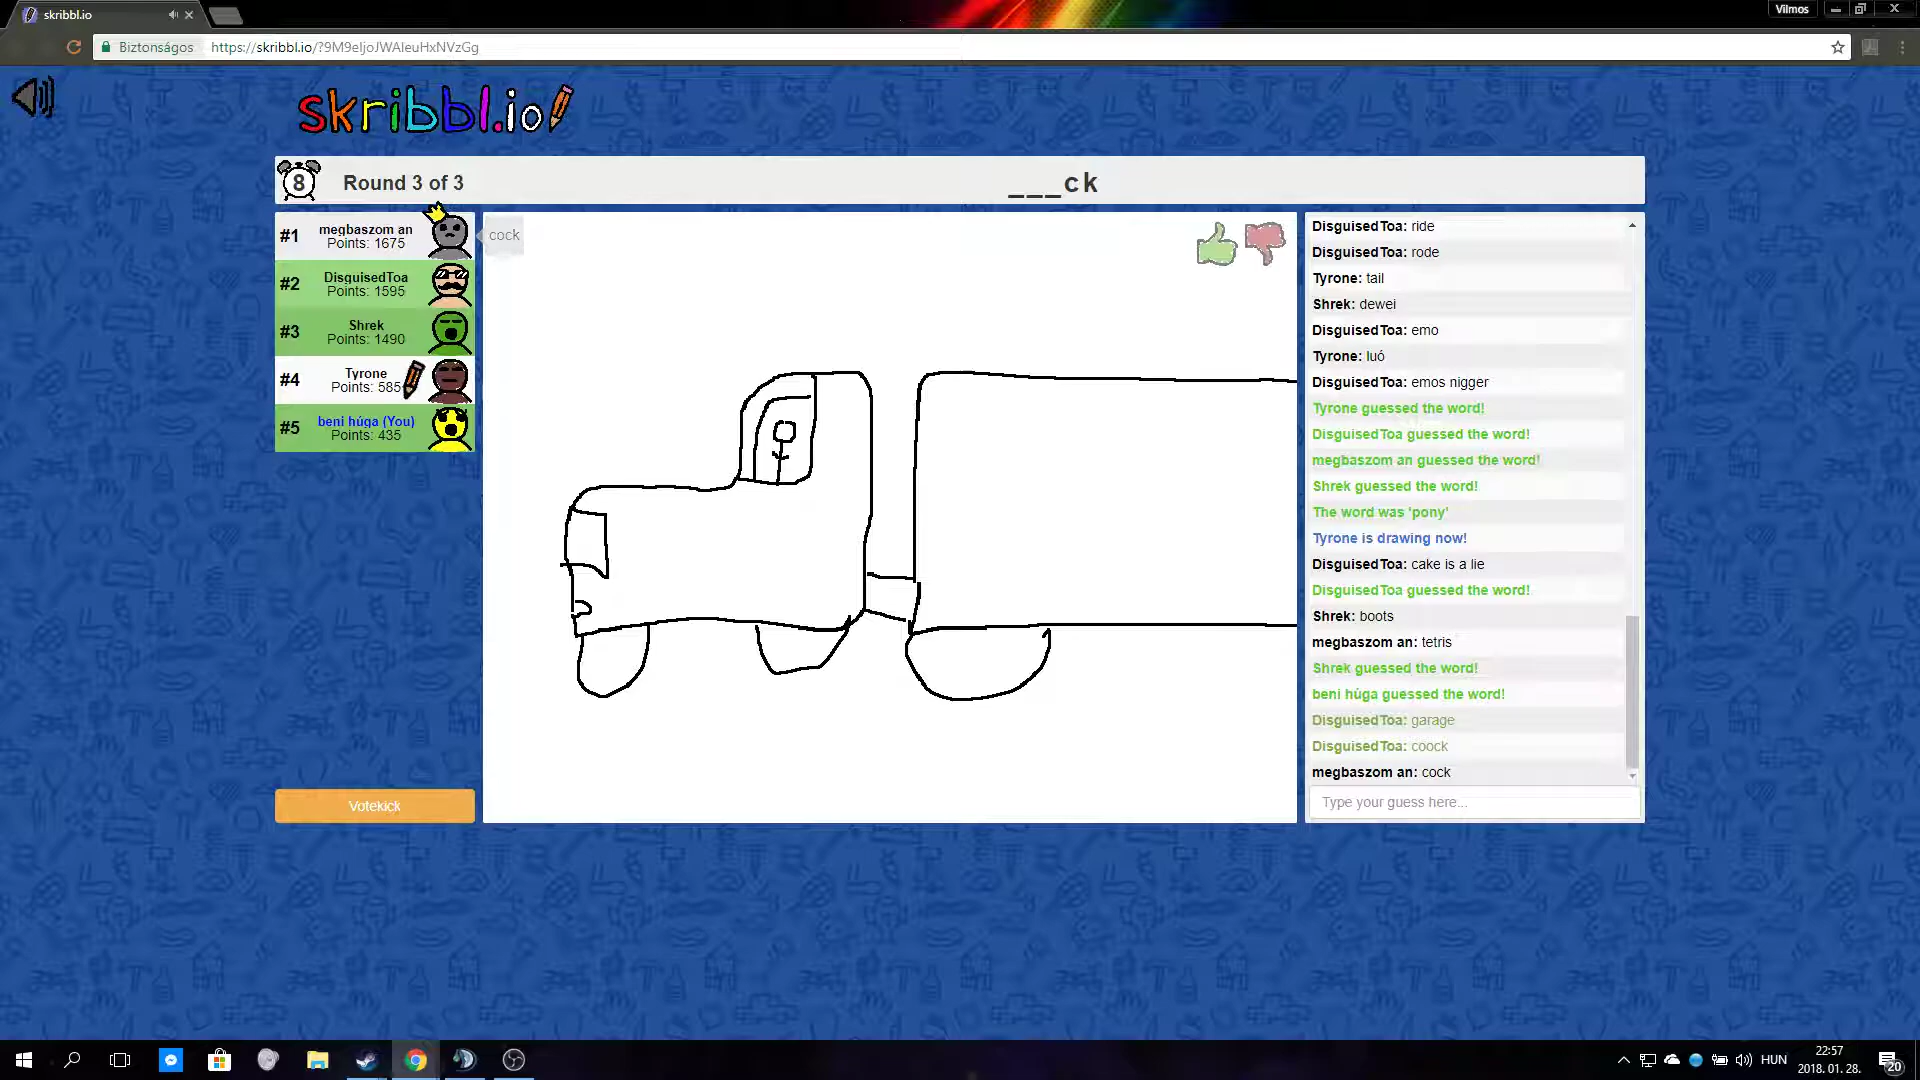 skribbl.io
Vilmos
Biztonságos
https://skribbl.io/?9M9eljoJWAleuHxNVzGg
skribbl.io
8
Round 3 of 3
___ck
#1
megbaszom an
Points: 1675
cock
#2
DisguisedToa
Points: 1595
#3
Shrek
Points: 1490
#4
Tyrone
Points: 585
#5
beni húga (You)
Points: 435
Votekick
DisguisedToa: ride
DisguisedToa: rode
Tyrone: tail
Shrek: dewei
DisguisedToa: emo
Tyrone: luó
DisguisedToa: emos nigger
Tyrone guessed the word!
DisguisedToa guessed the word!
megbaszom an guessed the word!
Shrek guessed the word!
The word was 'pony'
Tyrone is drawing now!
DisguisedToa: cake is a lie
DisguisedToa guessed the word!
Shrek: boots
megbaszom an: tetris
Shrek guessed the word!
beni húga guessed the word!
DisguisedToa: garage
DisguisedToa: coock
megbaszom an: cock
Type your guess here...
HUN
22:57
2018. 01. 28.
20